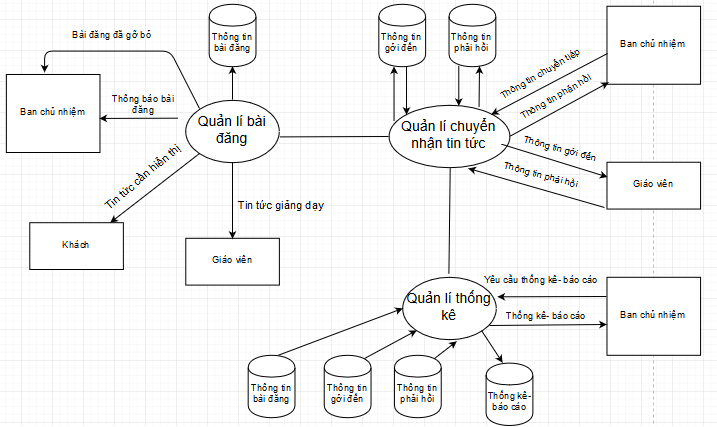 Bài đăng đã gỡ bỏ
Thông tin
bài đăng
Thông tin
gởi đến
Thông tin
phải hồi
Ban chủ nhiệm
Ban chủ nhiệm
Thông báo bài
đăng
Quản lí bài
đăng
Quản lí chuyển
nhận tin tức
Thông tin chuyển tiếp
Thông tin phản hồi
Tin tức cần hiển thị
Thông tin gởi đến
Thông tin phải hồi
Giáo viên
Khách
Tin tức giảng dạy
Giáo viên
Quản lí thống
kê
Yêu cầu thống kê- báo cáo
Thống kê- báo cáo
Ban chủ nhiệm
Thông tin
bài đăng
Thông tin
gởi đến
Thông tin
phải hồi
Thống kê-
báo cáo